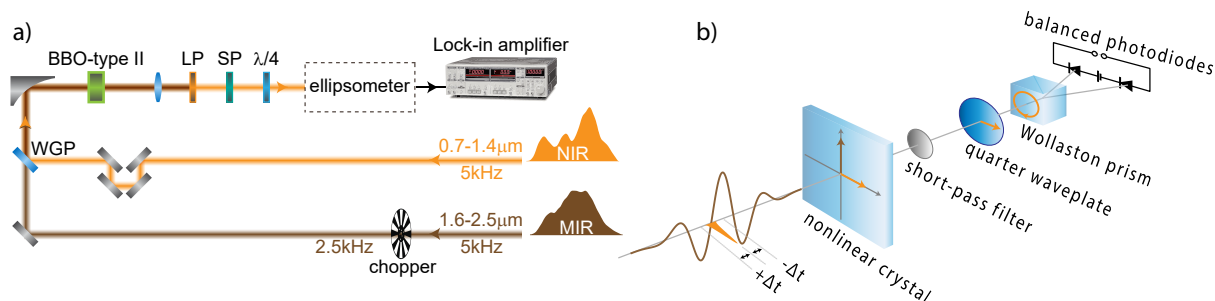 a)
BBO-type II
LP
SP
λ/4
ellipsometer
Lock-in amplifier
WGP
0.7-1.4μm
5kHz
NIR
2.5kHz
chopper
1.6-2.5μm
5kHz
MIR
b)
+Δt
-Δt
nonlinear crystal
short-pass filter
quarter waveplate
Wollaston prism
balanced photodiodes